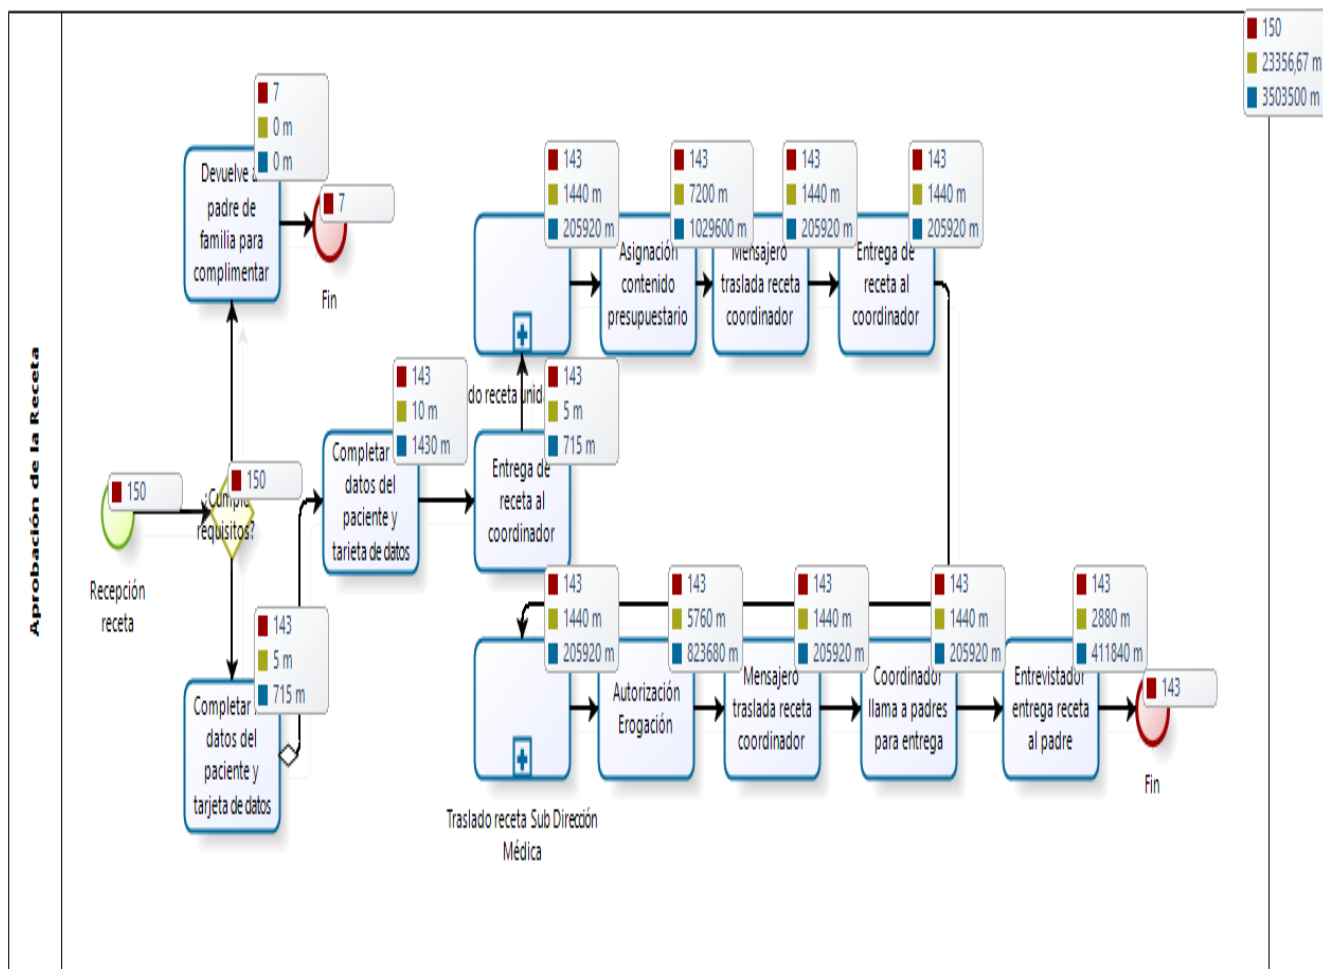 Aprobación de la Receta
150
23356,67 m
3503500 m
7
0 m
0 m
Devuelve a
padre de
familia para
complimentar
7
Fin
143
1440 m
205920 m
143
7200 m
1029600 m
Asignación
contenido
presupuestario
143
1440 m
205920 m
Mensajero
traslada receta
coordinador
143
1440 m
205920 m
Entrega de
receta al
coordinador
do receta unida
143
10 m
1430 m
Completar
datos del
paciente y
tarjeta de datos
143
5 m
715 m
Entrega de
receta al
coordinador
150
Recepción
receta
150
¿Cumple
requisitos?
143
5 m
715 m
Completar
datos del
paciente y
tarjeta de datos
143
1440 m
205920 m
Traslado receta Sub Dirección
Médica
143
5760 m
823680 m
Autorización
Erogación
143
1440 m
205920 m
Mensajero
traslada receta
coordinador
143
1440 m
205920 m
Coordinador
llama a padres
para entrega
143
2880 m
411840 m
Entrevistador
entrega receta
al padre
143
Fin